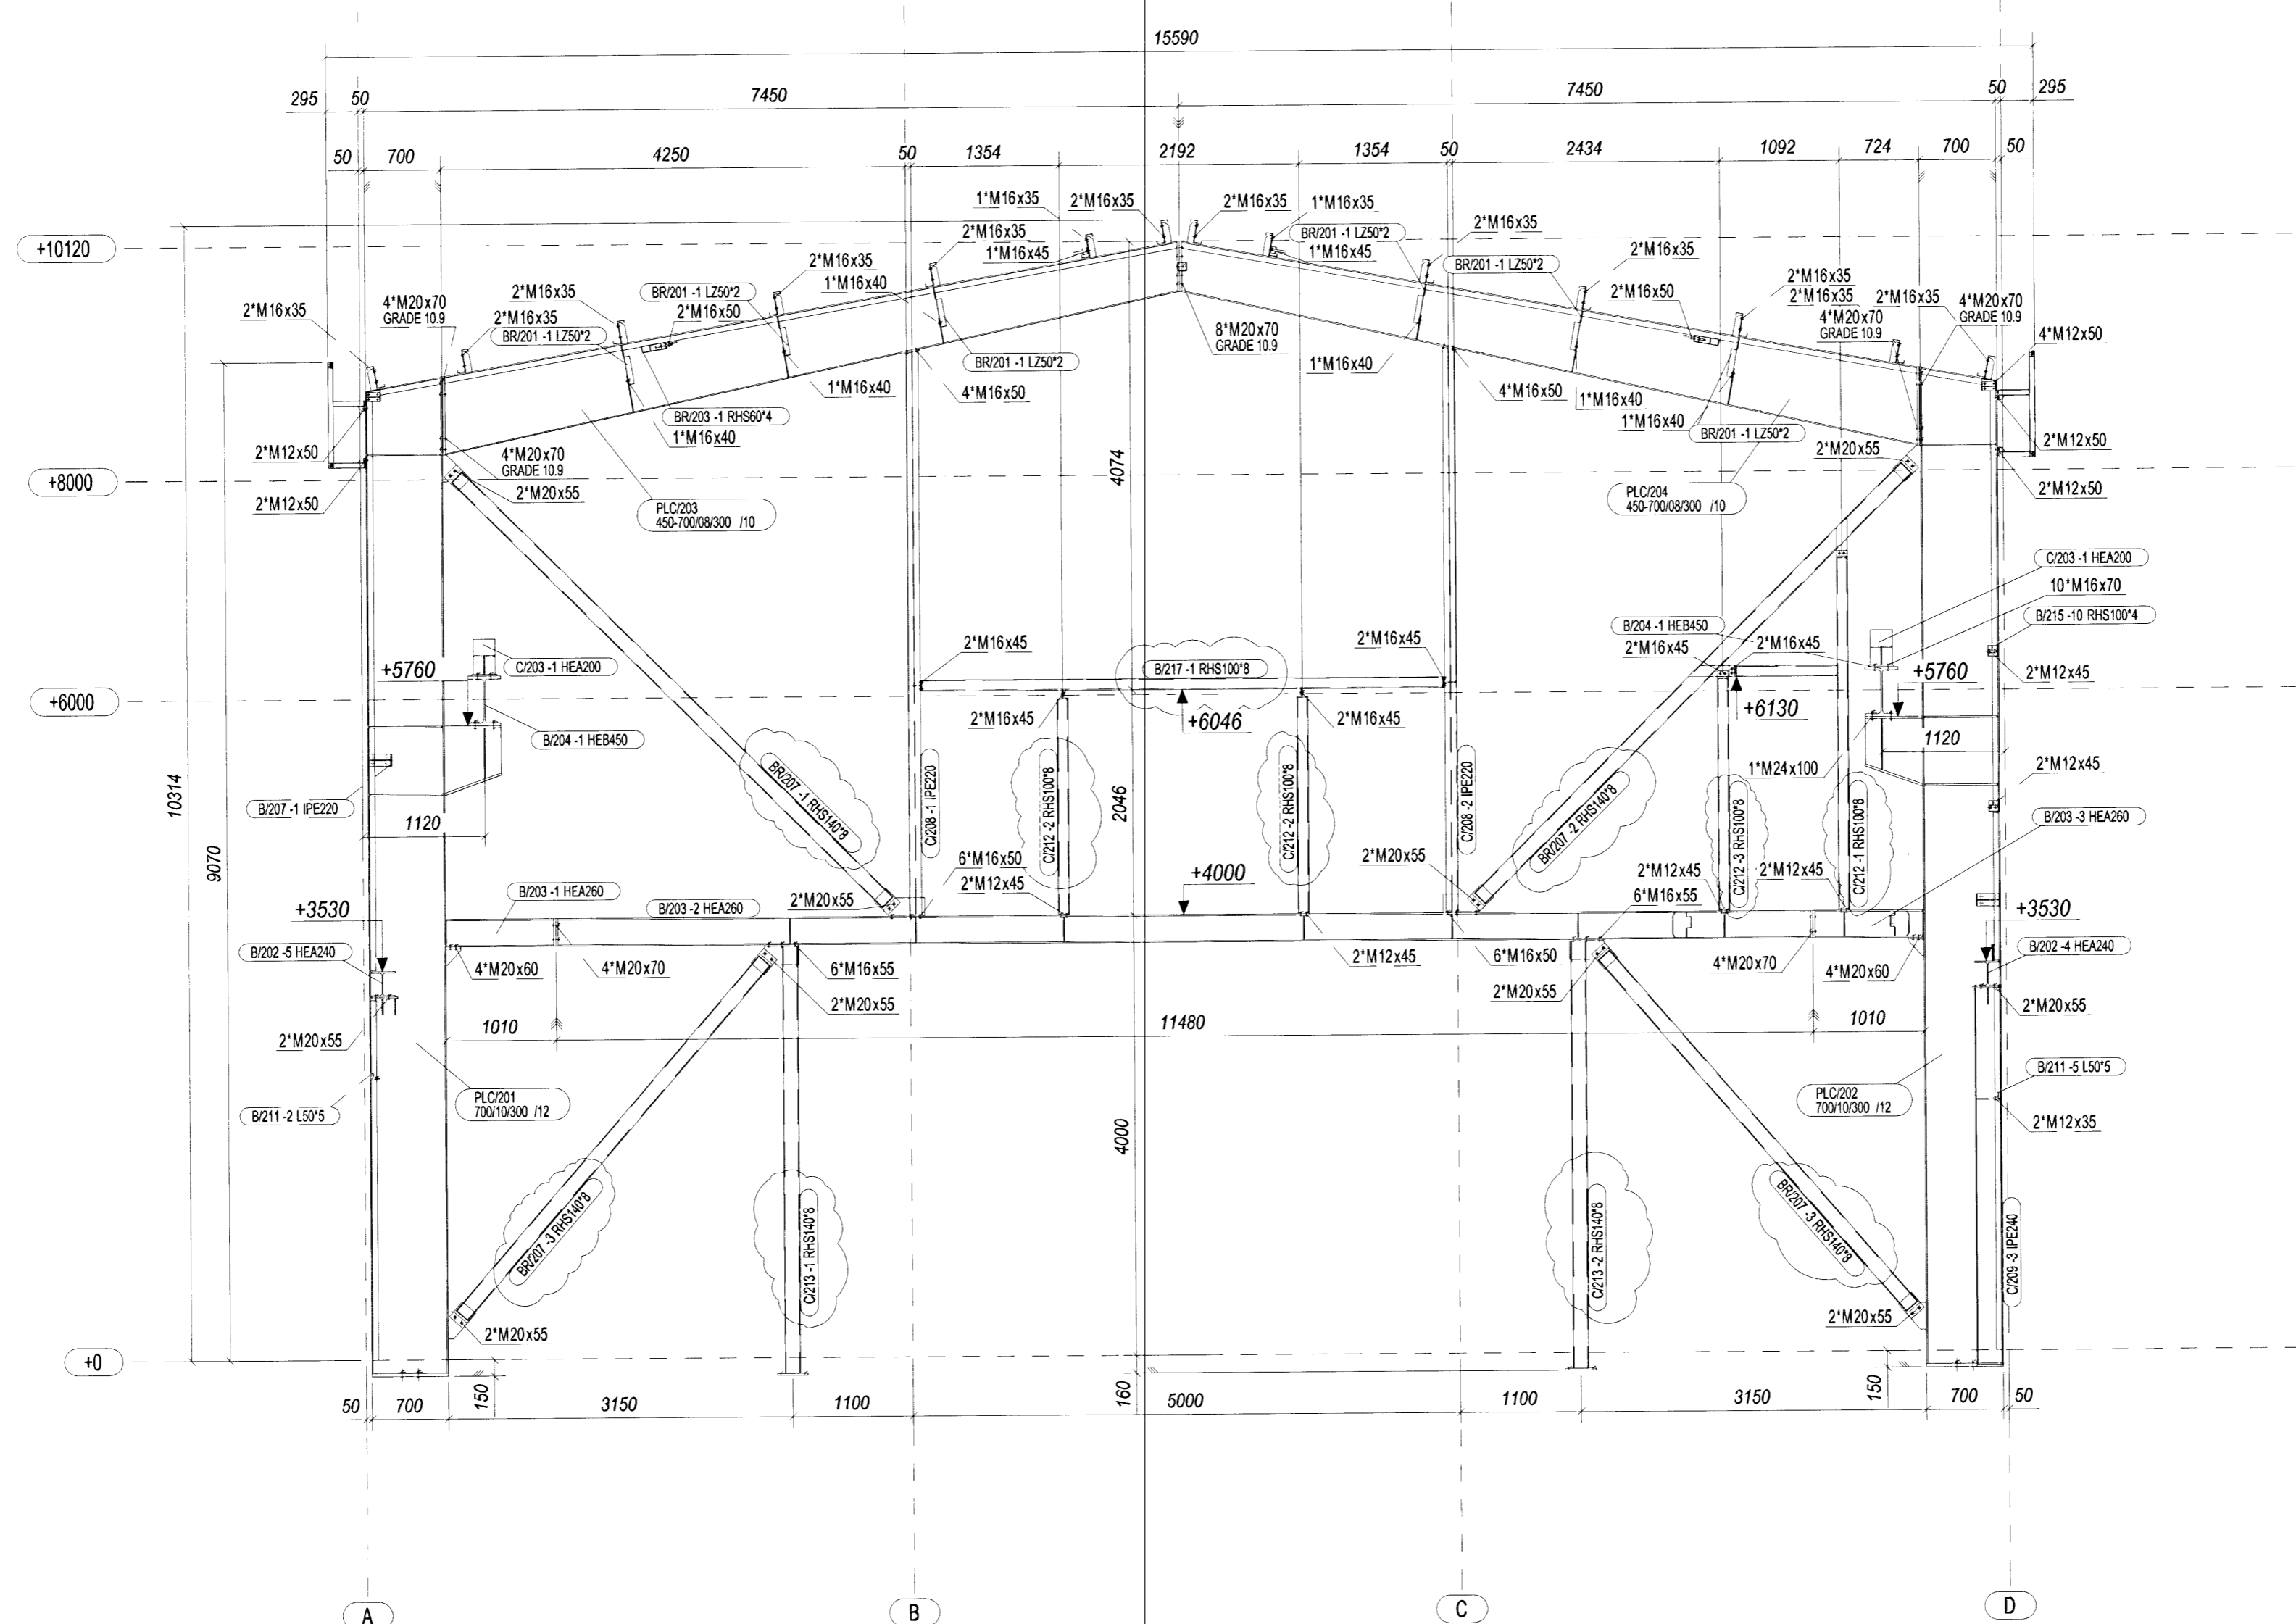 15590
295
50
7450
7450
50
295
50
700
4250
50
1354
2192
1354
50
2434
1092
724
700
50
1*M16x35
2*M16x35
2*M16x35
1*M16x35
BR/201 -1 LZ50*2
2*M16x35
+10120
2*M16x35
1*M16x45
1*M16x45
BR/201 -1 LZ50*2
2*M16x35
2*M16x35
1*M16x40
2*M16x35
2*M16x35
4*M20x70
GRADE 10.9
2*M16x35
BR/201 -1 LZ50*2
2*M16x50
2*M16x35
BR/201 -1 LZ50*2
2*M16x50
2*M16x35
4*M20x70
GRADE 10.9
2*M16x35
4*M20x70
GRADE 10.9
4*M12x50
8*M20x70
GRADE 10.9
BR/201 -1 LZ50*2
1*M16x40
1*M16x40
4*M16x50
4*M16x50
1*M16x40
BR/203 -1 RHS60*4
1*M16x40
1*M16x40
BR/201 -1 LZ50*2
2*M12x50
4*M20x70
GRADE 10.9
2*M20x55
2*M12x50
+8000
2*M20x55
2*M12x50
2*M12x50
4074
PLC/203
450-700/08/300 /10
PLC/204
450-700/08/300 /10
C/203 -1 HEA200
10*M16x70
B/215 -10 RHS100*4
B/204 -1 HEB450
2*M16x45
2*M16x45
2*M16x45
2*M16x45
B/217 -1 RHS100*8
+5760
C/203 -1 HEA200
2*M12x45
+5760
+6000
2*M16x45
+6046
2*M16x45
+6130
B/204 -1 HEB450
1120
1*M24x100
2*M12x45
10314
B/207 -1 IPE220
1120
BR/207 -1 RHS140*8
C/208 -1 IPE220
C/212 -2 RHS100*8
2046
C/212 -2 RHS100*8
C/208 -2 IPE220
BR/207 -2 RHS140*8
C/212 -3 RHS100*8
C/212 -1 RHS100*8
B/203 -3 HEA260
9070
6*M16x50
2*M20x55
2*M12x45
2*M12x45
2*M12x45
B/203 -1 HEA260
B/203 -2 HEA260
2*M20x55
+4000
6*M16x55
+3530
+3530
B/202 -5 HEA240
4*M20x60
4*M20x70
6*M16x55
2*M12x45
6*M16x50
4*M20x70
4*M20x60
B/202 -4 HEA240
2*M20x55
2*M20x55
2*M20x55
2*M20x55
1010
11480
1010
B/211 -2 L50*5
PLC/201
700/10/300 /12
4000
PLC/202
700/10/300 /12
B/211 -5 L50*5
2*M12x35
BR/207 -3 RHS140*8
C/213 -1 RHS140*8
C/213 -2 RHS140*8
BR/207 -3 RHS140*8
C/209 -3 IPE240
2*M20x55
2*M20x55
+0
50
700
150
3150
1100
160
5000
1100
3150
150
700
50
A
B
C
D